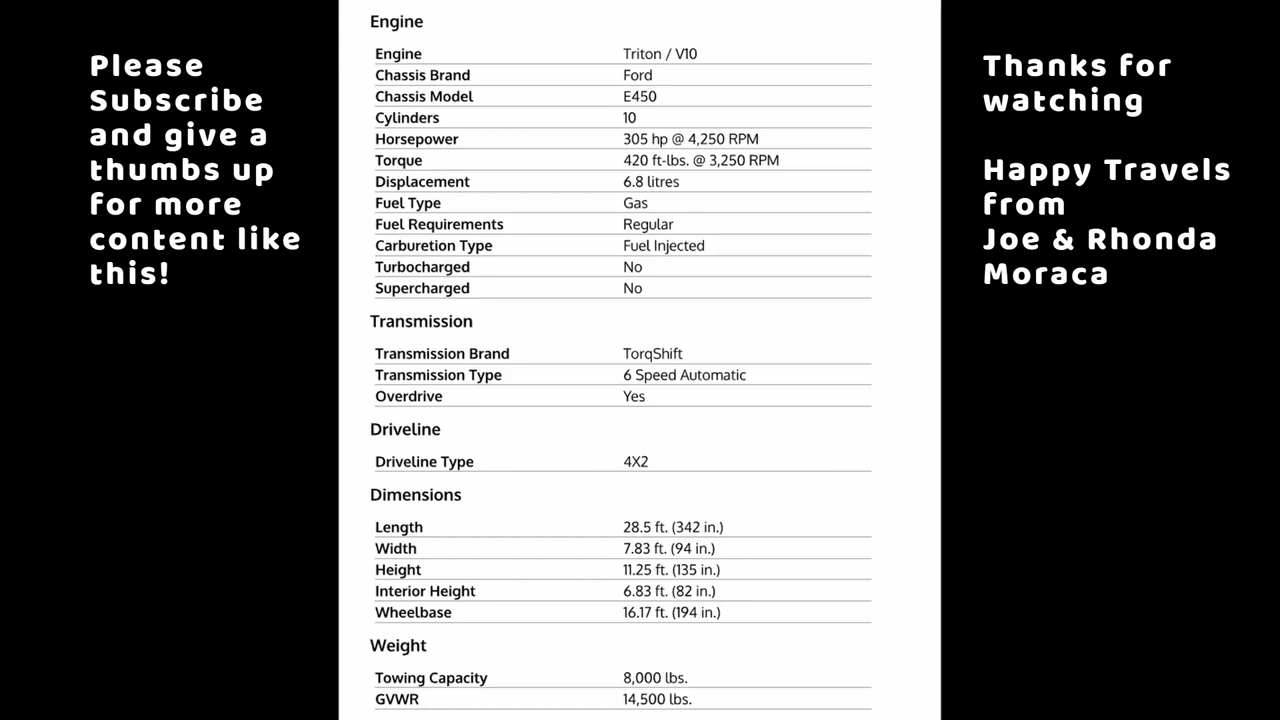 Please
Subscribe
and give a
thumbs up
for more
content like
this!
Engine
Engine Triton / V10
Chassis Brand Ford
Chassis Model E450
Cylinders 10
Horsepower 305 hp @ 4,250 RPM
Torque 420 ft-lbs. @ 3,250 RPM
Displacement 6.8 litres
Fuel Type Gas
Fuel Requirements Regular
Carburetion Type Fuel Injected
Turbocharged No
Supercharged No
Transmission
Transmission Brand TorqShift
Transmission Type 6 Speed Automatic
Overdrive Yes
Driveline
Driveline Type 4X2
Dimensions
Length 28.5 ft. (342 in.)
Width 7.83 ft. (94 in.)
Height 11.25 ft. (135 in.)
Interior Height 6.83 ft. (82 in.)
Wheelbase 16.17 ft. (194 in.)
Weight
Towing Capacity 8,000 lbs.
GVWR 14,500 lbs.
Thanks for
watching
Happy Travels
from
Joe & Rhonda
Moraca